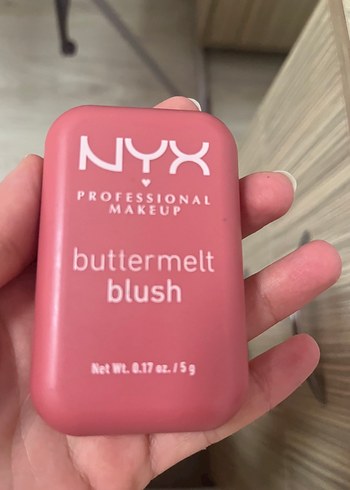 NYX
PROFESSIONAL
MAKEUP
buttermelt
blush
Net Wt. 0.17 oz. / 5 g